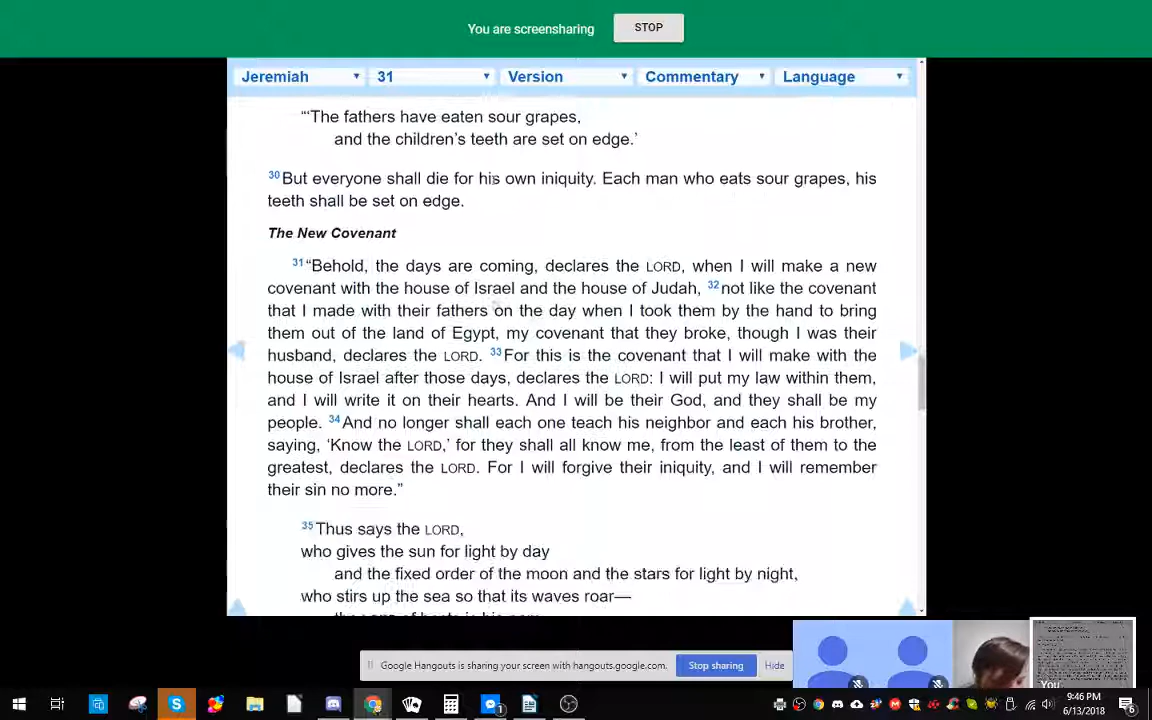 You are screensharing STOP
Jeremiah 31 Version Commentary Language
“‘The fathers have eaten sour grapes,
and the children’s teeth are set on edge.’
30 But everyone shall die for his own iniquity. Each man who eats sour grapes, his
teeth shall be set on edge.
The New Covenant
31 “Behold, the days are coming, declares the LORD, when I will make a new
covenant with the house of Israel and the house of Judah, 32 not like the covenant
that I made with their fathers on the day when I took them by the hand to bring
them out of the land of Egypt, my covenant that they broke, though I was their
husband, declares the LORD. 33 For this is the covenant that I will make with the
house of Israel after those days, declares the LORD: I will put my law within them,
and I will write it on their hearts. And I will be their God, and they shall be my
people. 34 And no longer shall each one teach his neighbor and each his brother,
saying, ‘Know the LORD,’ for they shall all know me, from the least of them to the
greatest, declares the LORD. For I will forgive their iniquity, and I will remember
their sin no more.”
35 Thus says the LORD,
who gives the sun for light by day
and the fixed order of the moon and the stars for light by night,
who stirs up the sea so that its waves roar—
Google Hangouts is sharing your screen with hangouts.google.com. Stop sharing Hide
You
9:46 PM
6/13/2018
1
6